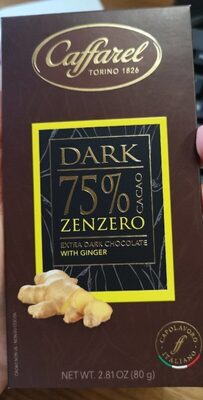 Caffarel
TORINO 1826
DARK
75% CACAO
ZENZERO
EXTRA DARK CHOCOLATE
WITH GINGER
CAPOLAVORO
ITALIANO
NET WT. 2.81 OZ (80 g)